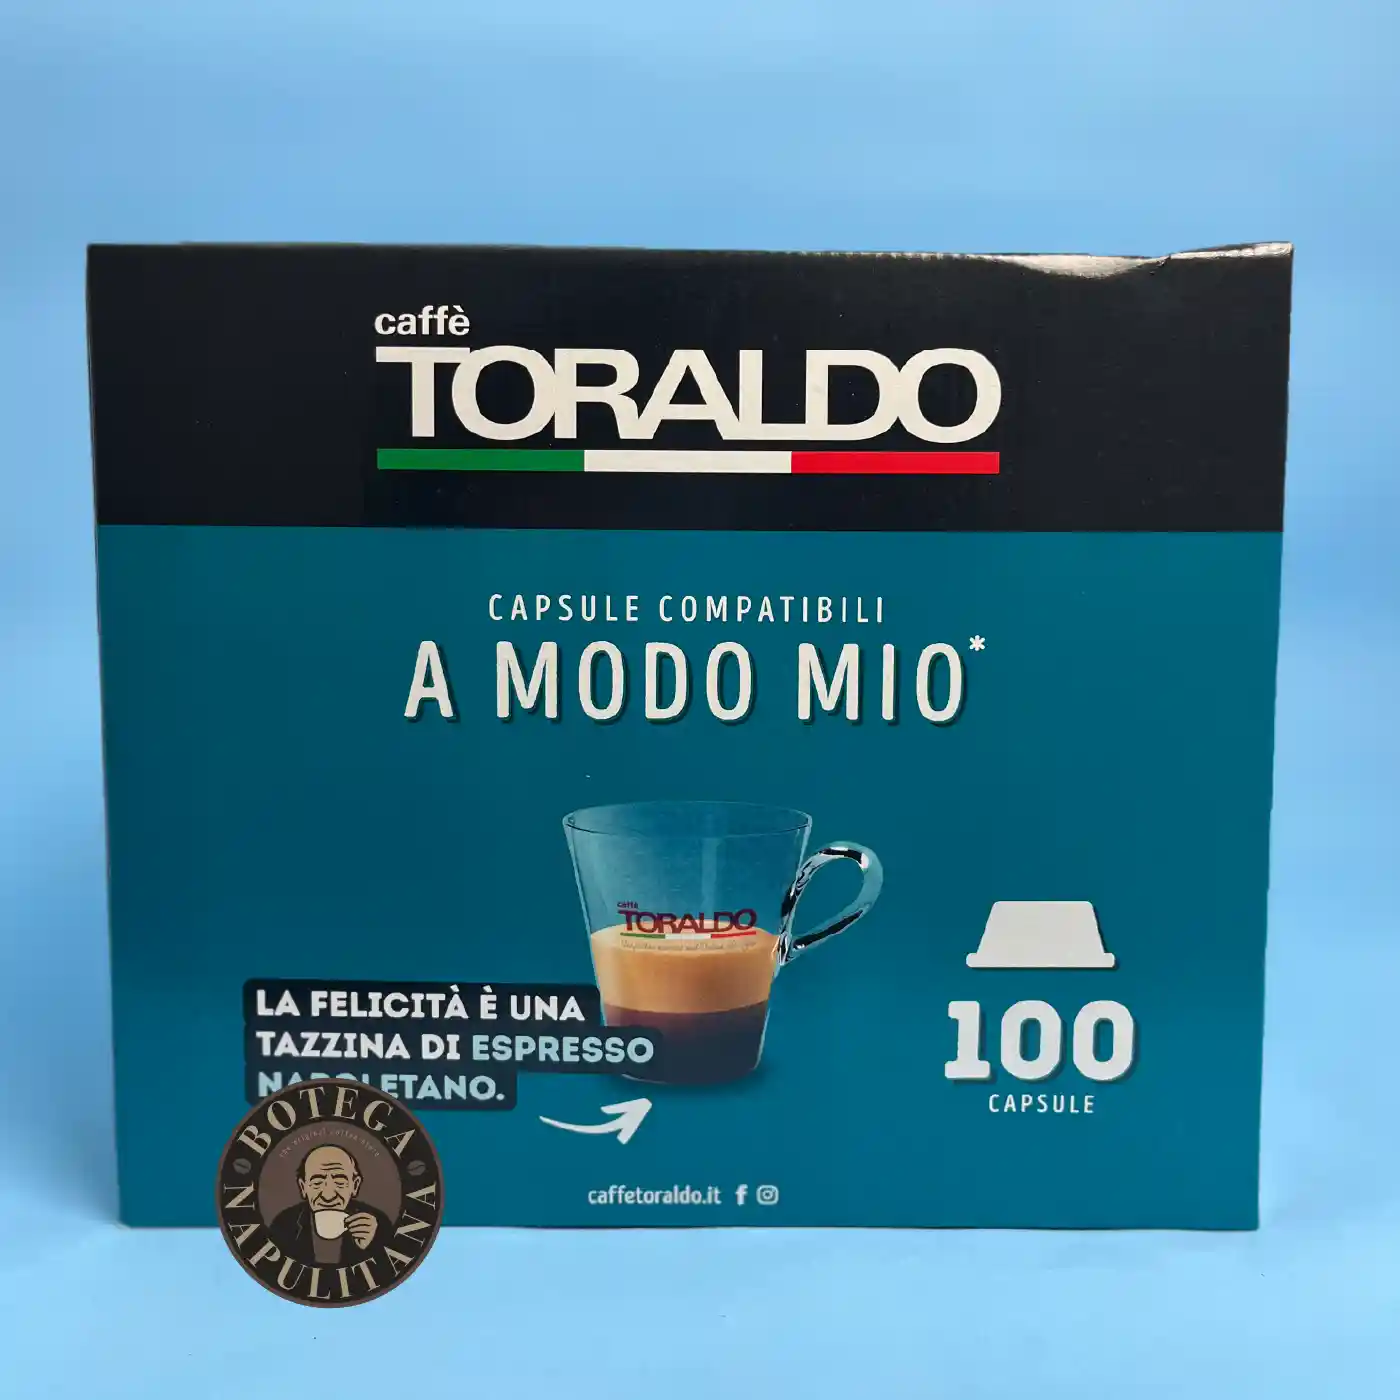 caffè
TORALDO
CAPSULE COMPATIBILI
A MODO MIO*
caffè
TORALDO
LA FELICITÀ È UNA
TAZZINA DI ESPRESSO
NAPOLETANO.
100
CAPSULE
caffetoraldo.it
BOTEGA
NAPULITANA